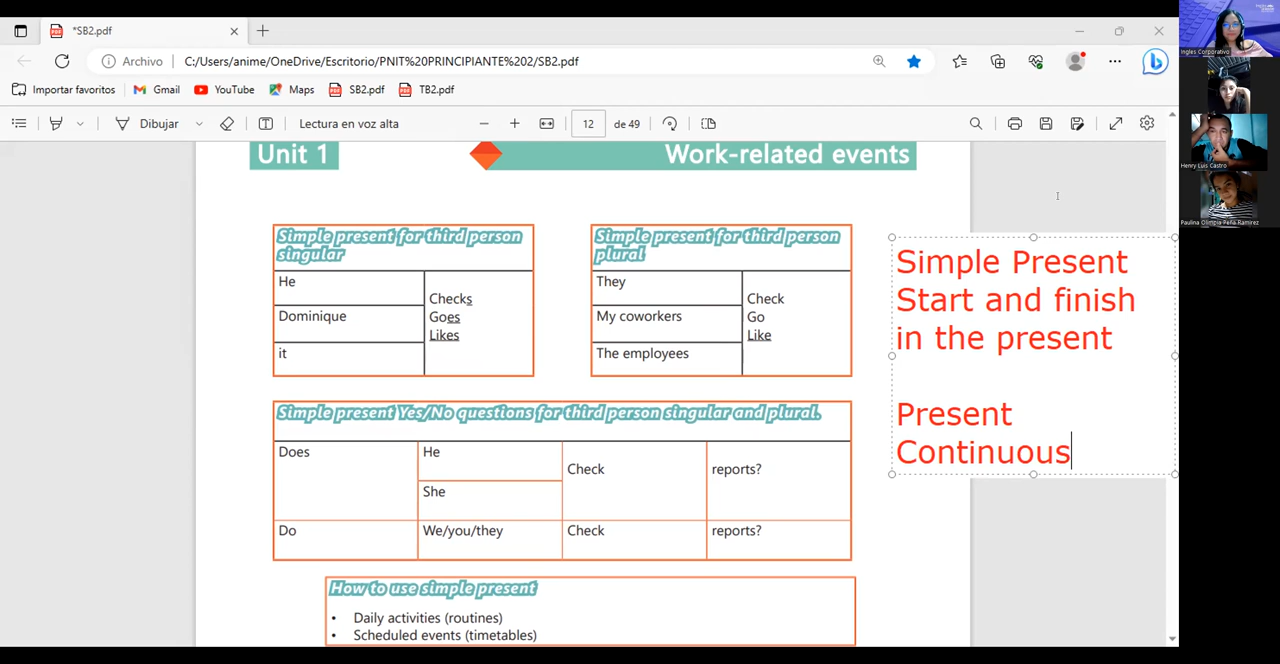 *SB2.pdf
Archivo
C:/Users/anime/OneDrive/Escritorio/PNIT%20PRINCIPIANTE%202/SB2.pdf
Importar favoritos
Gmail
YouTube
Maps
SB2.pdf
TB2.pdf
Dibujar
Lectura en voz alta
12
de 49
Unit 1
Work-related events
Simple present for third person
singular
He
Dominique
it
Checks
Goes
Likes
Simple present for third person
plural
They
My coworkers
The employees
Check
Go
Like
Simple present Yes/No questions for third person singular and plural.
Does
He
She
Check
reports?
Do
We/you/they
Check
reports?
How to use simple present
• Daily activities (routines)
• Scheduled events (timetables)
Simple Present
Start and finish
in the present
Present
Continuous
Ingles Corporativo
Henry Luis Castro
Paulina Olimpia Peña Ramirez